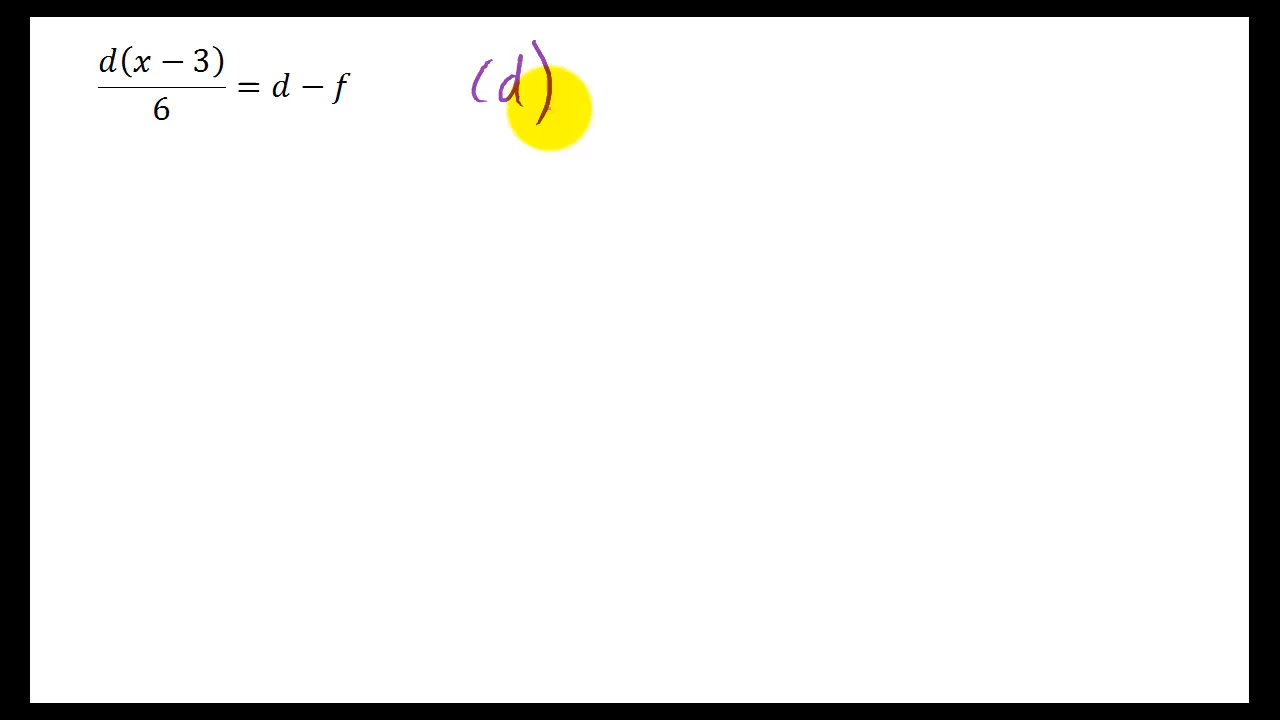 d(x − 3)/6 = d − f (d)